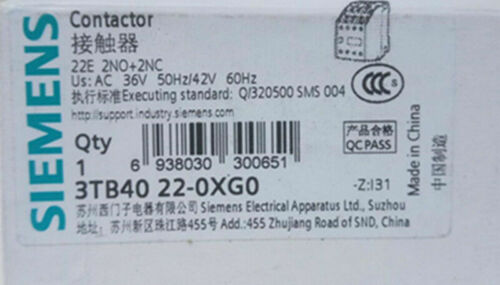 SIEMENS
Contactor
接触器
22E 2NO+2NC
Us: AC 36V 50Hz/42V 60Hz
执行标准Executing standard: Q/320500 SMS 004
http://support.industry.siemens.com
CCC
Qty
1
6 938030 300651
产品合格
QC PASS
3TB40 22-0XG0
-Z:I31
Made in China
中国制造
苏州西门子电器有限公司 Siemens Electrical Apparatus Ltd., Suzhou
地址:苏州新区珠江路455号 Add.:455 Zhujiang Road of SND, China